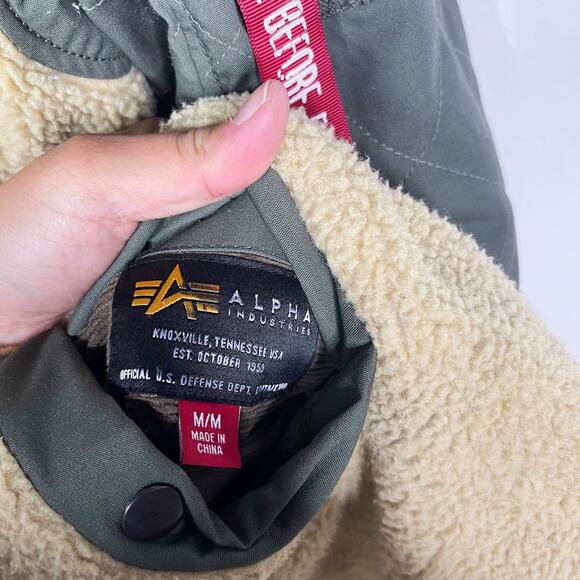 BEFORE
ALPHA
INDUSTRIES
KNOXVILLE, TENNESSEE USA
EST. OCTOBER 1959
OFFICIAL U.S. DEFENSE DEPT.
M/M
MADE IN
CHINA